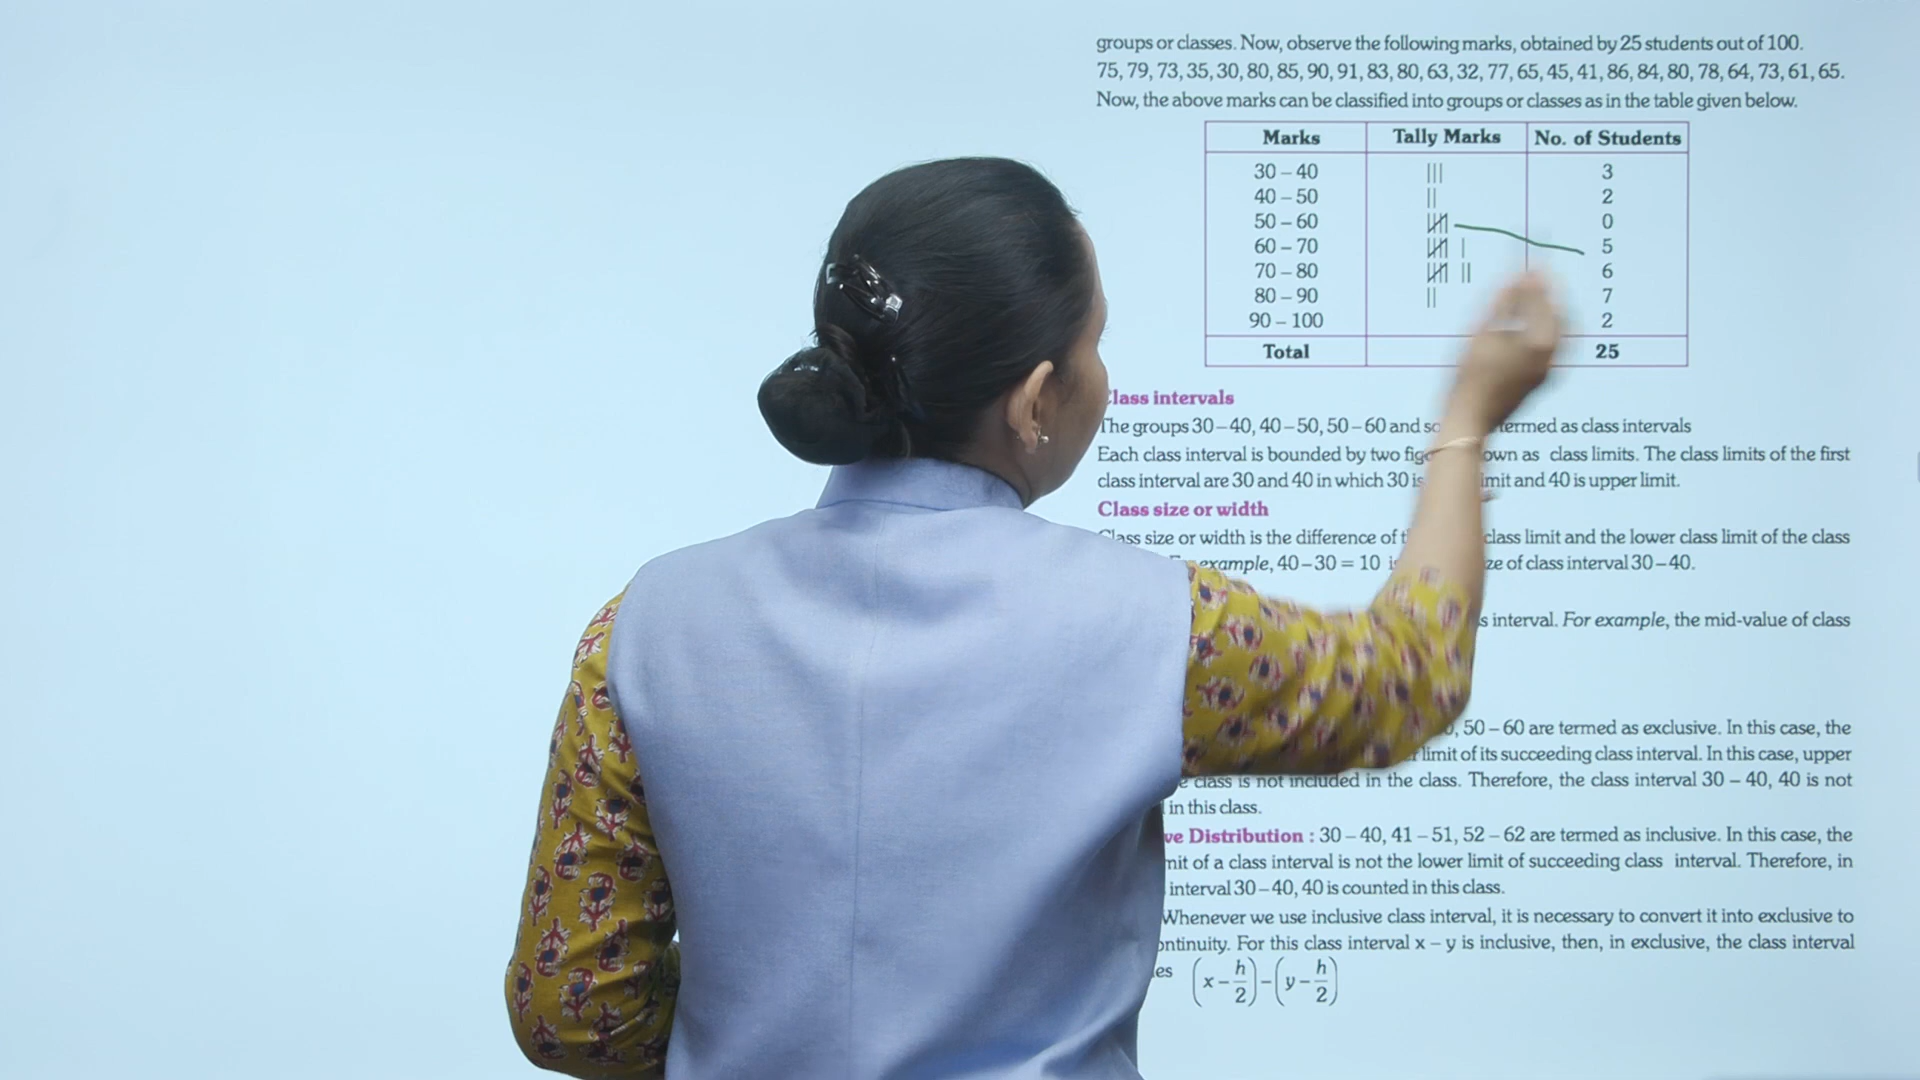 groups or classes. Now, observe the following marks, obtained by 25 students out of 100.
75, 79, 73, 35, 30, 80, 85, 90, 91, 83, 80, 63, 32, 77, 65, 45, 41, 86, 84, 80, 78, 64, 73, 61, 65.
Now, the above marks can be classified into groups or classes as in the table given below.
Marks Tally Marks No. of Students
30 – 40 ||| 3
40 – 50 || 2
50 – 60 0
60 – 70 | 5
70 – 80 || 6
80 – 90 || 7
90 – 100 2
Total 25
Class intervals
The groups 30 – 40, 40 – 50, 50 – 60 and termed as class intervals
Each class interval is bounded by two as class limits. The class limits of the first
class interval are 30 and 40 in which 30 is and 40 is upper limit.
Class size or width
Class size or width is the difference of class limit and the lower class limit of the class
example, 40 – 30 = 10 of class interval 30 – 40.
interval. For example, the mid-value of class
50 – 60 are termed as exclusive. In this case, the
limit of its succeeding class interval. In this case, upper
class is not included in the class. Therefore, the class interval 30 – 40, 40 is not
in this class.
Distribution : 30 – 40, 41 – 51, 52 – 62 are termed as inclusive. In this case, the
of a class interval is not the lower limit of succeeding class interval. Therefore, in
interval 30 – 40, 40 is counted in this class.
Whenever we use inclusive class interval, it is necessary to convert it into exclusive to
For this class interval x – y is inclusive, then, in exclusive, the class interval
(x – h/2) – (y – h/2)